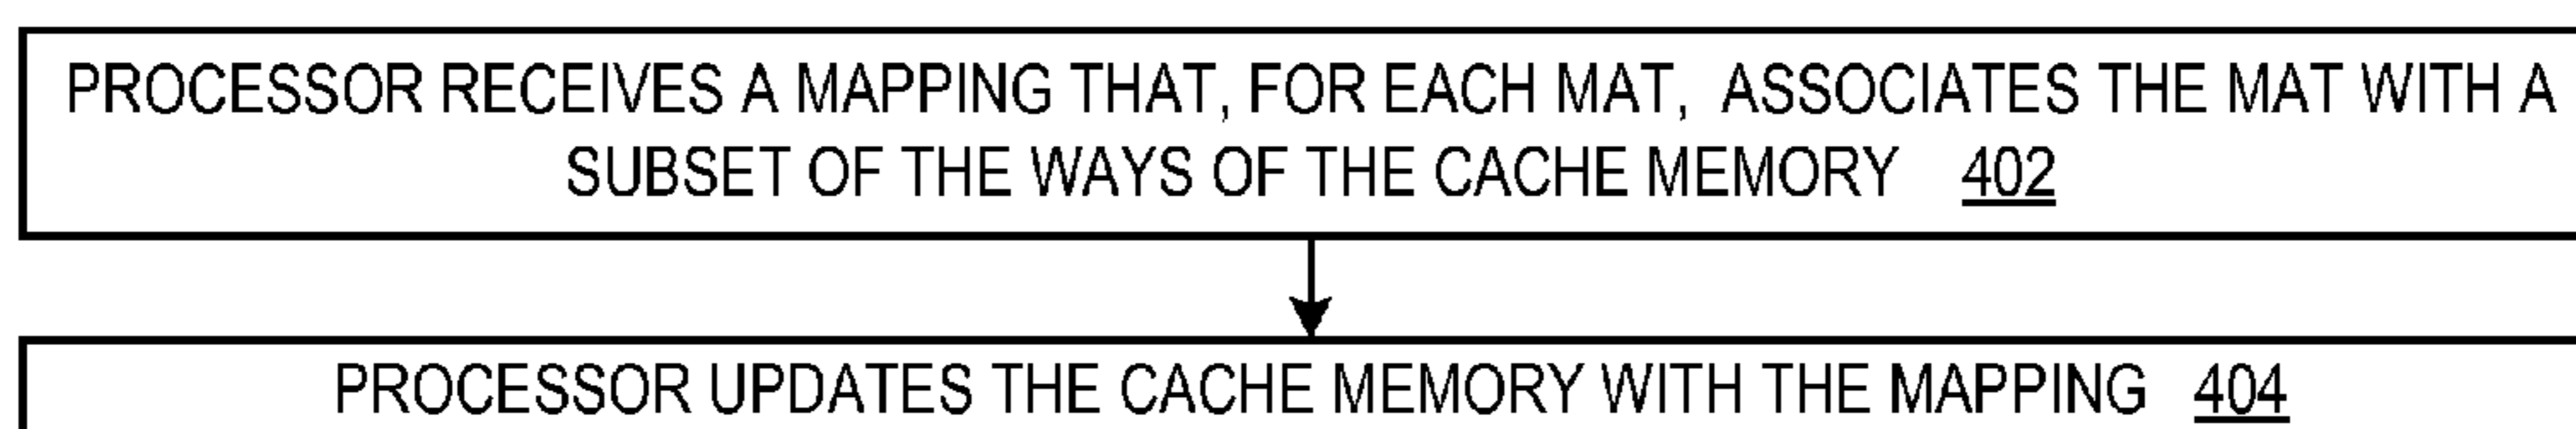 PROCESSOR RECEIVES A MAPPING THAT, FOR EACH MAT, ASSOCIATES THE MAT WITH A
SUBSET OF THE WAYS OF THE CACHE MEMORY 402
PROCESSOR UPDATES THE CACHE MEMORY WITH THE MAPPING 404